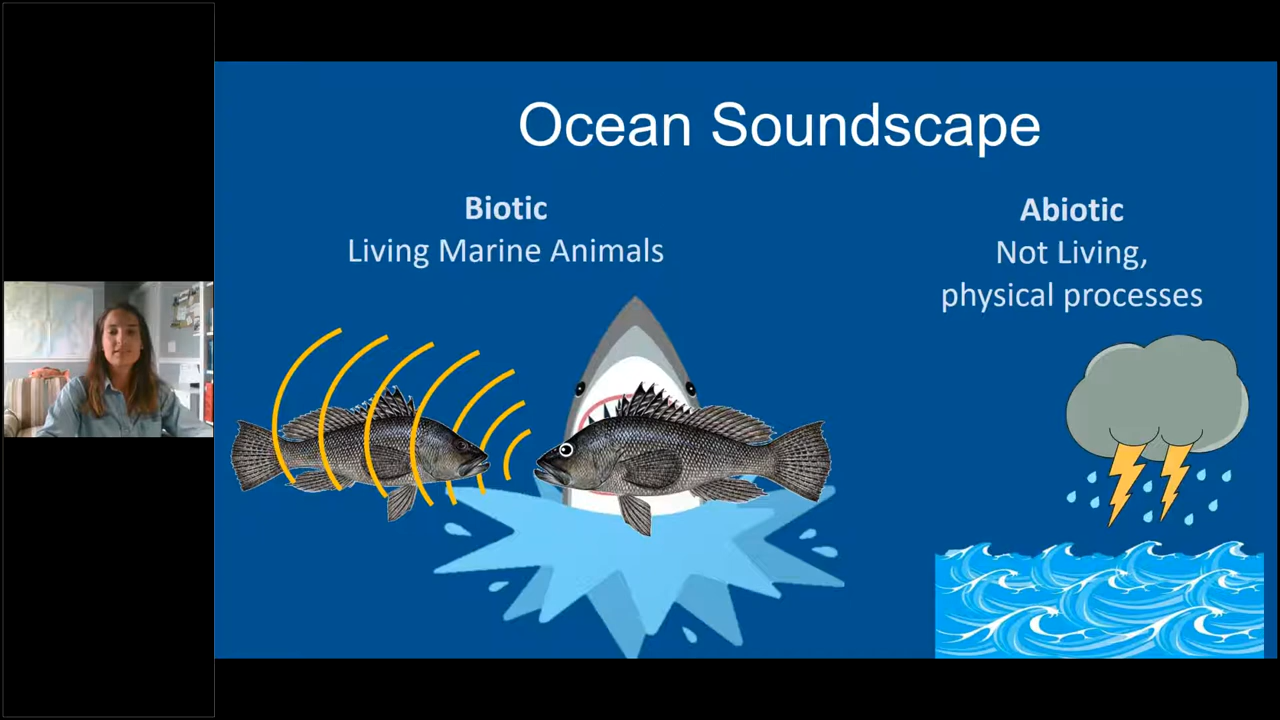 Ocean Soundscape
Biotic
Living Marine Animals
Abiotic
Not Living,
physical processes